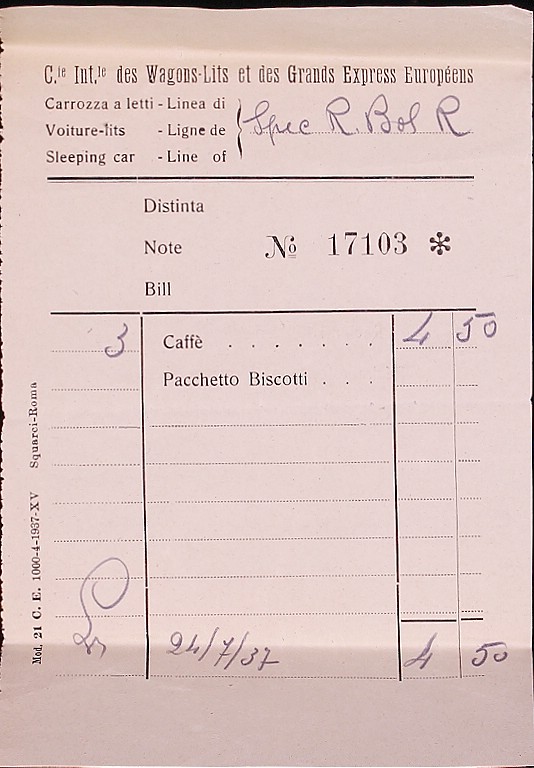 C.ie Int.le des Wagons-Lits et des Grands Express Européens
Carrozza a letti - Linea di
Voiture-lits - Ligne de
Sleeping car - Line of
Spec R. Bol R
Distinta
Note No 17103 *
Bill
3 Caffè . . . . . . . 4 50
Pacchetto Biscotti . . .
24/7/37 4 50
Mod. 21 C. E. 1000-4-1937-XV Squarci-Roma